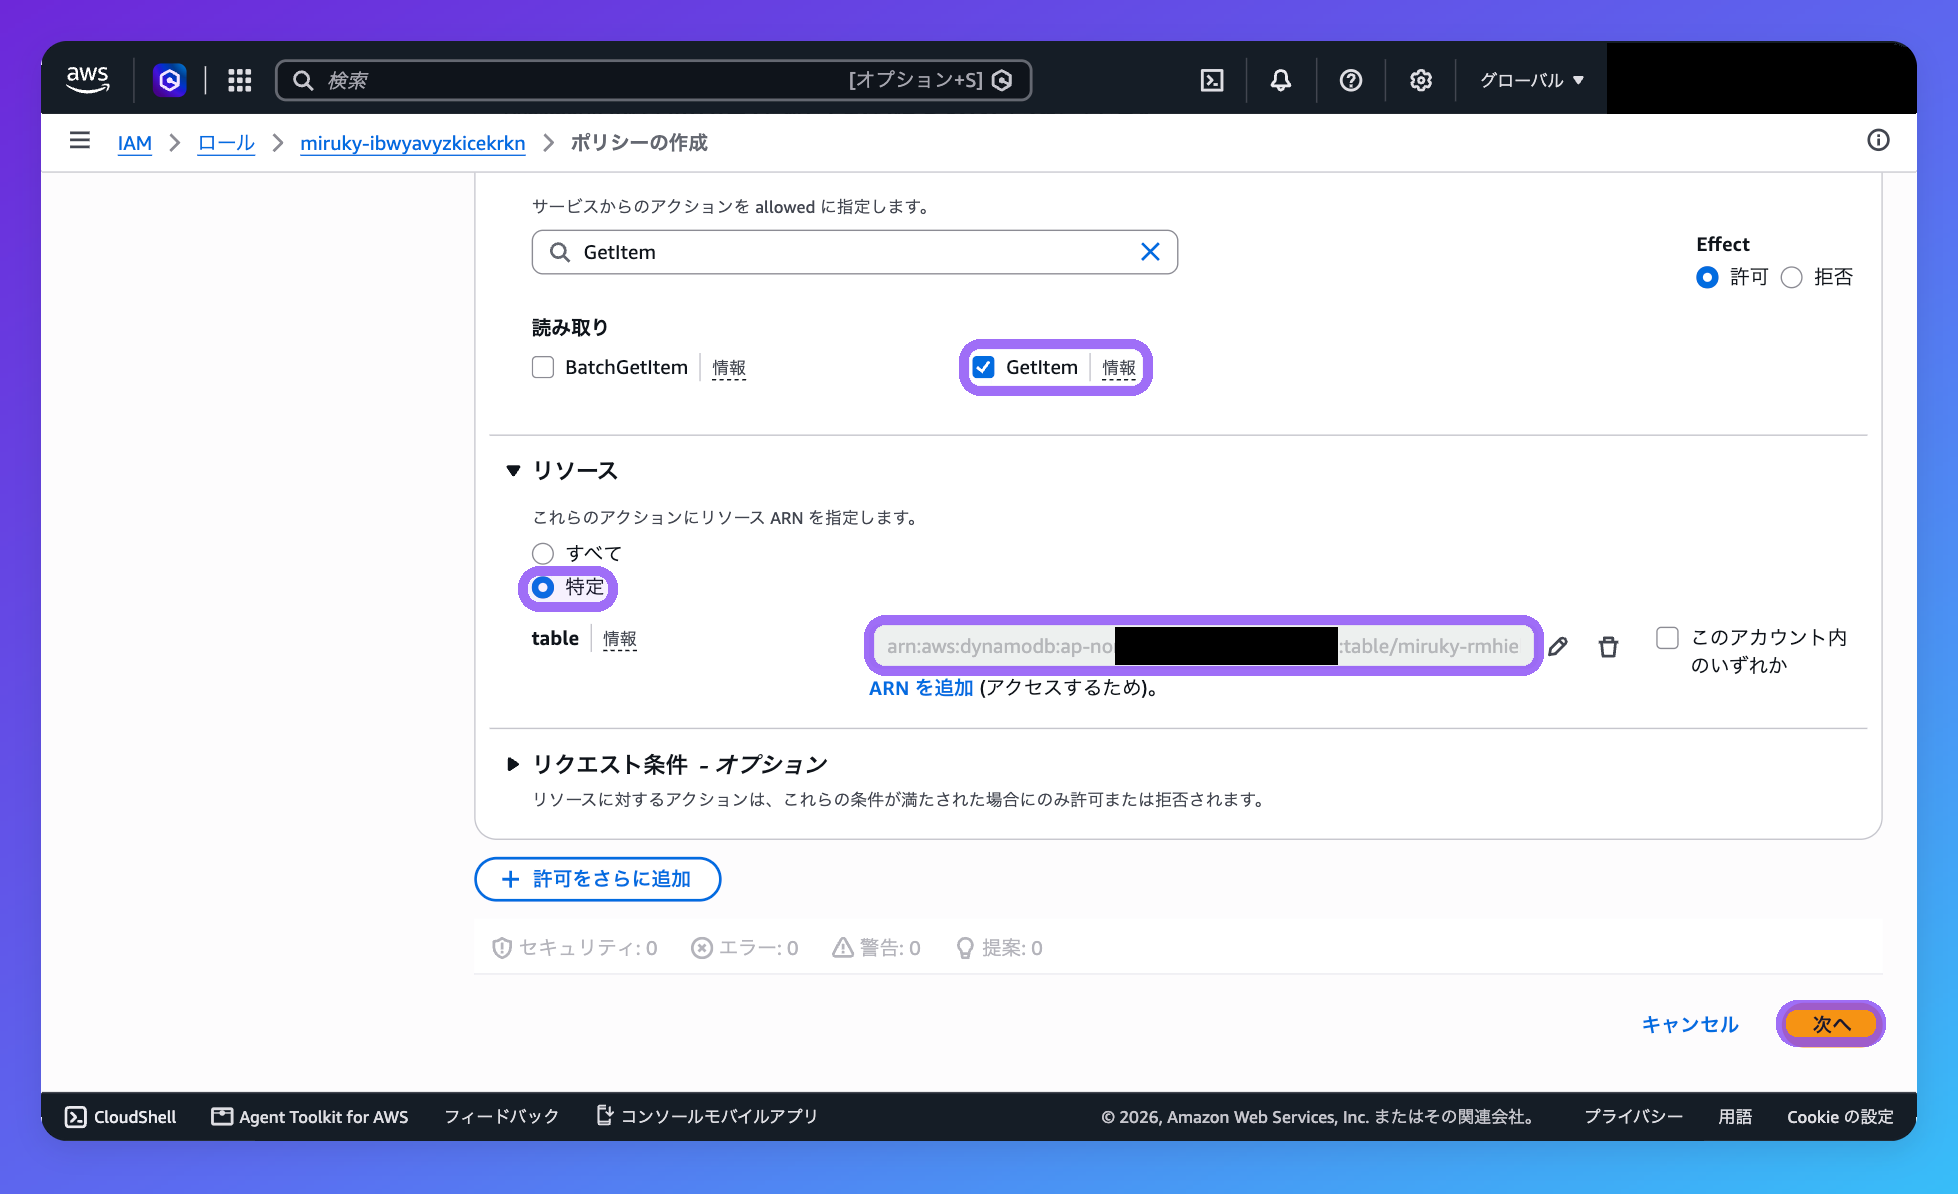 aws
検索
[オプション+S]
グローバル
IAM
ロール
miruky-ibwyavyzkicekrkn
ポリシーの作成
サービスからのアクションを allowed に指定します。
GetItem
Effect
許可
拒否
読み取り
BatchGetItem
情報
GetItem
情報
リソース
これらのアクションにリソース ARN を指定します。
すべて
特定
table
情報
arn:aws:dynamodb:ap-no
:table/miruky-rmhie
このアカウント内
のいずれか
ARN を追加 (アクセスするため)。
リクエスト条件 - オプション
リソースに対するアクションは、これらの条件が満たされた場合にのみ許可または拒否されます。
許可をさらに追加
セキュリティ: 0
エラー: 0
警告: 0
提案: 0
キャンセル
次へ
CloudShell
Agent Toolkit for AWS
フィードバック
コンソールモバイルアプリ
© 2026, Amazon Web Services, Inc. またはその関連会社。
プライバシー
用語
Cookie の設定